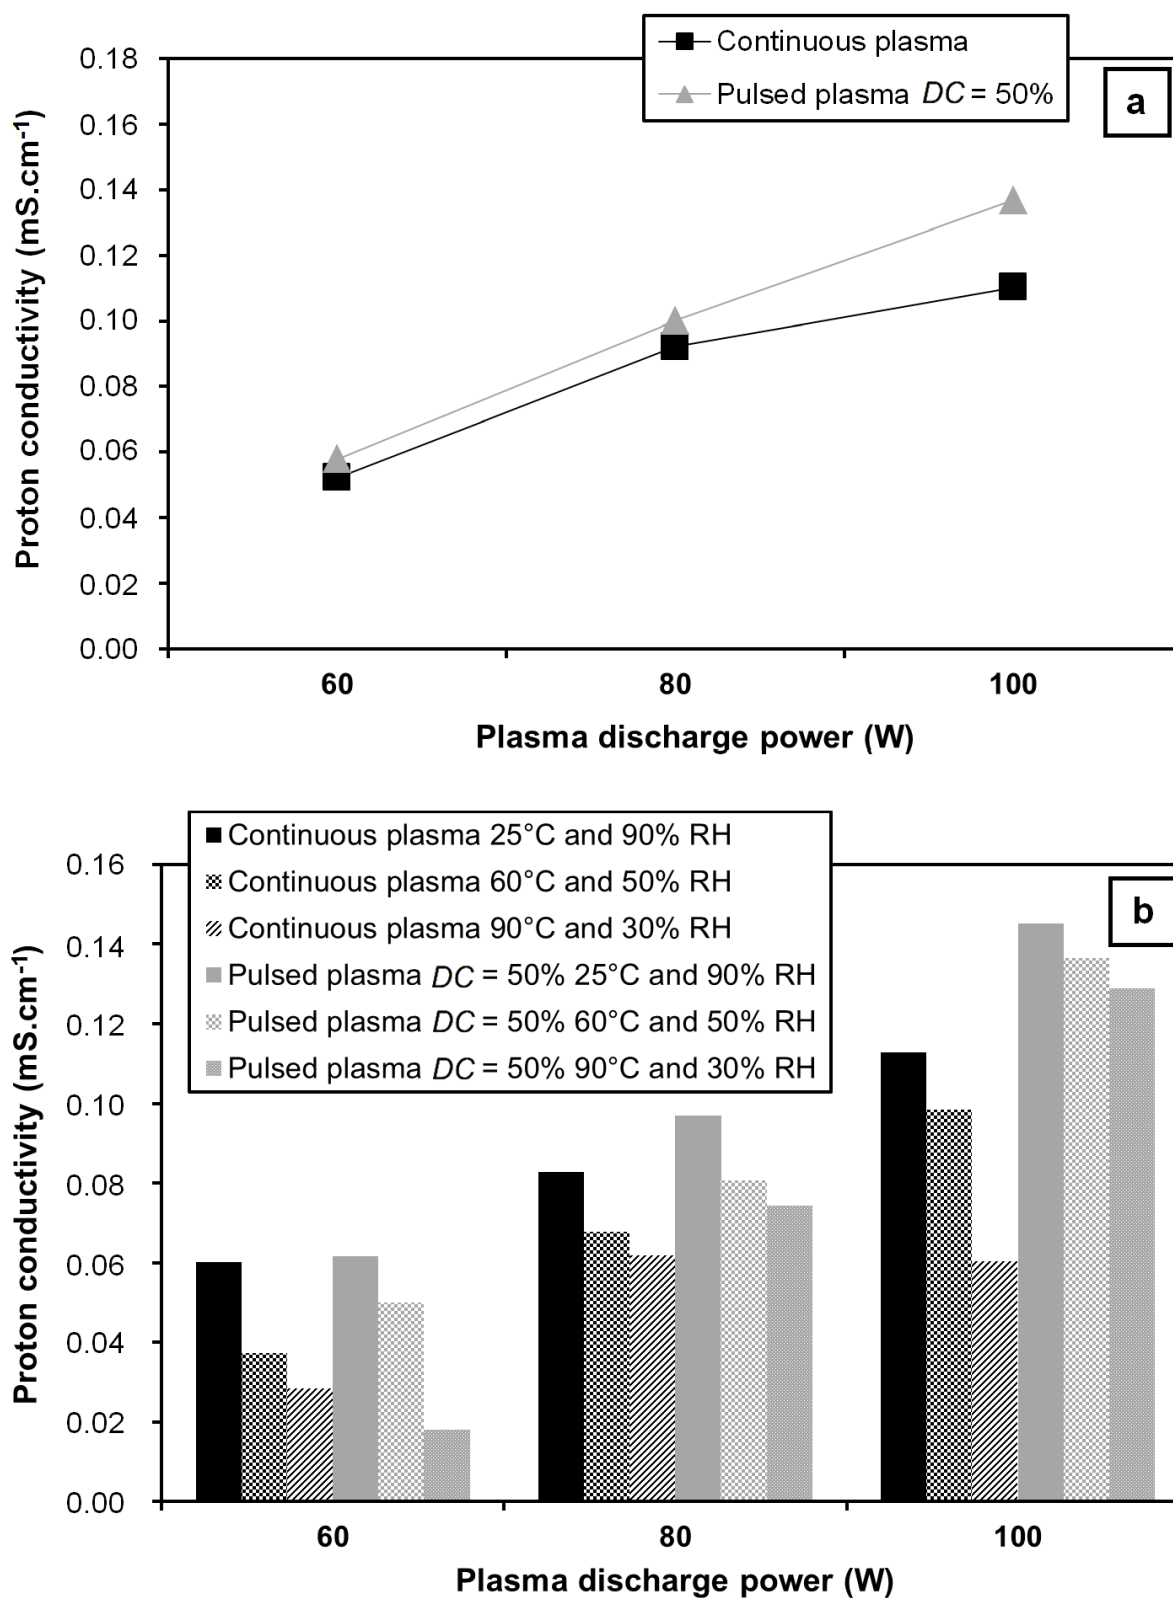 Continuous plasma
Pulsed plasma DC = 50%
a
0.18
0.16
0.14
0.12
0.10
0.08
0.06
0.04
0.02
0.00
Proton conductivity (mS.cm⁻¹)
60 80 100
Plasma discharge power (W)
Continuous plasma 25°C and 90% RH
Continuous plasma 60°C and 50% RH
Continuous plasma 90°C and 30% RH
Pulsed plasma DC = 50% 25°C and 90% RH
Pulsed plasma DC = 50% 60°C and 50% RH
Pulsed plasma DC = 50% 90°C and 30% RH
b
0.16
0.14
0.12
0.10
0.08
0.06
0.04
0.02
0.00
Proton conductivity (mS.cm⁻¹)
60 80 100
Plasma discharge power (W)